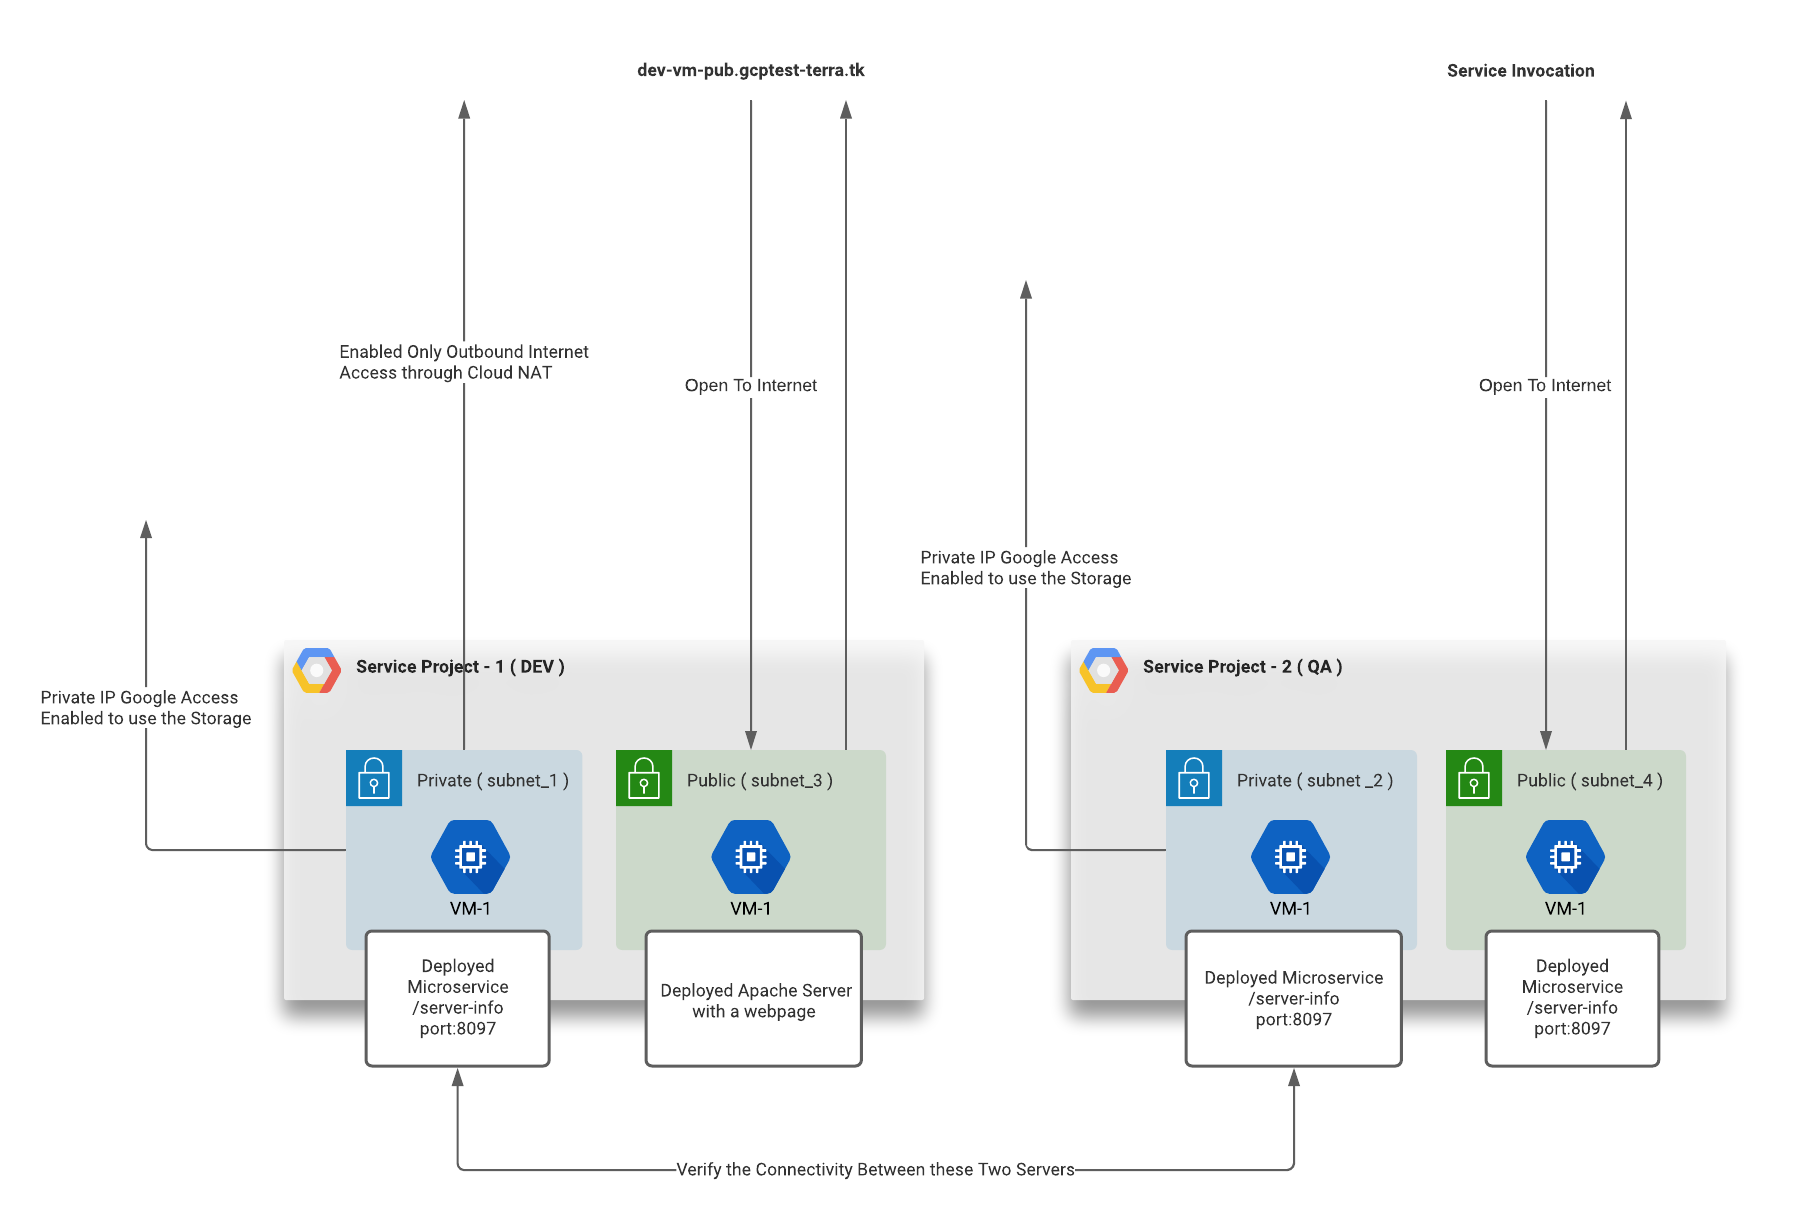 dev-vm-pub.gcptest-terra.tk
Service Invocation
Enabled Only Outbound Internet
Access through Cloud NAT
Open To Internet
Open To Internet
Private IP Google Access
Enabled to use the Storage
Private IP Google Access
Enabled to use the Storage
Service Project - 1 ( DEV )
Private ( subnet_1 )
VM-1
Deployed
Microservice
/server-info
port:8097
Public ( subnet_3 )
VM-1
Deployed Apache Server
with a webpage
Service Project - 2 ( QA )
Private ( subnet _2 )
VM-1
Deployed Microservice
/server-info
port:8097
Public ( subnet_4 )
VM-1
Deployed
Microservice
/server-info
port:8097
Verify the Connectivity Between these Two Servers